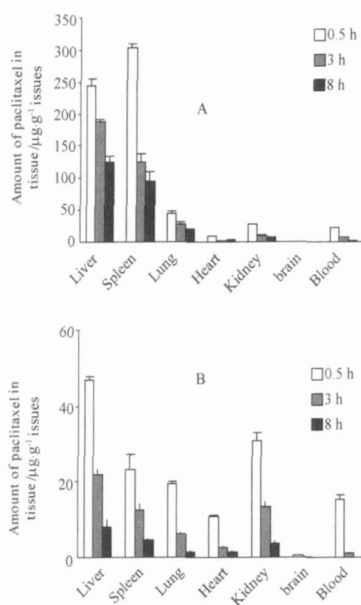 Amount of paclitaxel in
tissue /μg·g⁻¹ issues
350
300
250
200
150
100
50
0
A
0.5 h
3 h
8 h
Liver
Spleen
Lung
Heart
Kidney
brain
Blood
Amount of paclitaxel in
tissue /μg·g⁻¹ issues
60
40
20
0
B
0.5 h
3 h
8 h
Liver
Spleen
Lung
Heart
Kidney
brain
Blood